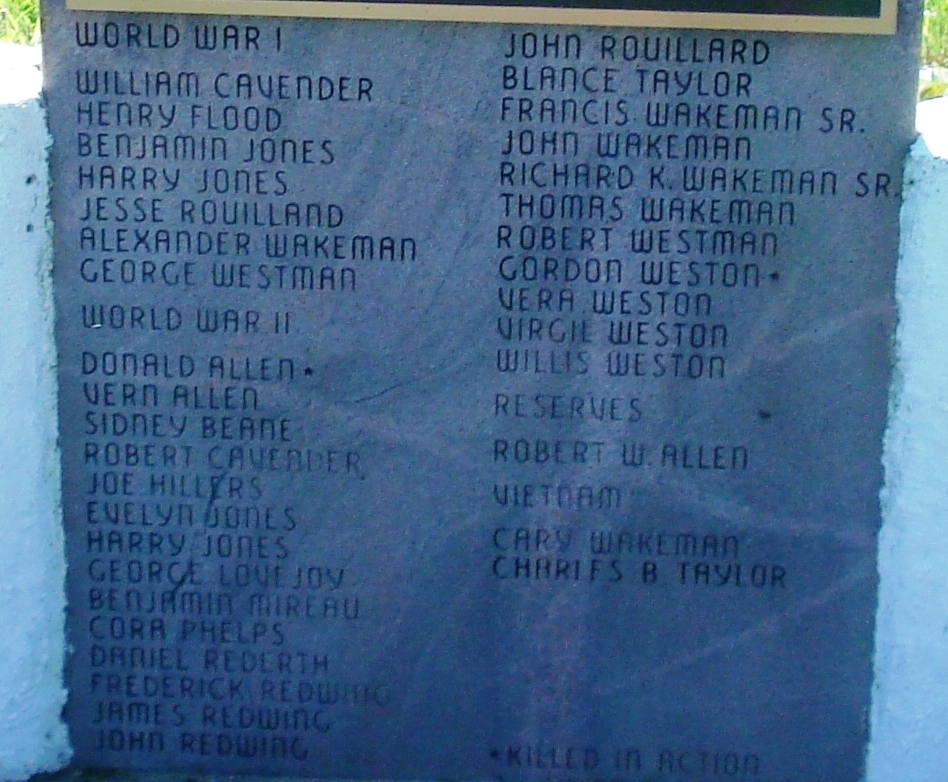 WORLD WAR I
WILLIAM CAVENDER
HENRY FLOOD
BENJAMIN JONES
HARRY JONES
JESSE ROUILLAND
ALEXANDER WAKEMAN
GEORGE WESTMAN
WORLD WAR II
DONALD ALLEN*
VERN ALLEN
SIDNEY BEANE
ROBERT CAVENDER
JOE HILLERS
EVELYN JONES
HARRY JONES
GEORGE LOVEJOY
BENJAMIN MIREAU
CORA PHELPS
DANIEL REDERTH
FREDERICK REDWING
JAMES REDWING
JOHN REDWING
JOHN ROUILLARD
BLANCE TAYLOR
FRANCIS WAKEMAN SR.
JOHN WAKEMAN
RICHARD K. WAKEMAN SR.
THOMAS WAKEMAN
ROBERT WESTMAN
GORDON WESTON*
VERA WESTON
VIRGIL WESTON
WILLIS WESTON
RESERVES
ROBERT W. ALLEN
VIETNAM
CARY WAKEMAN
CHARLES B TAYLOR
*KILLED IN ACTION